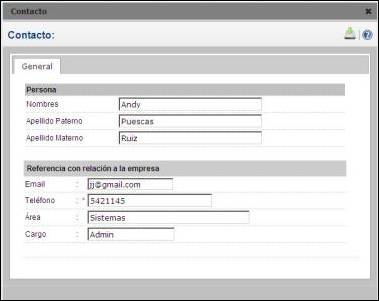 Contacto
Contacto:
General
Persona
Nombres Andy
Apellido Paterno Puescas
Apellido Materno Ruiz
Referencia con relación a la empresa
Email : jj@gmail.com
Teléfono : * 5421145
Área : Sistemas
Cargo : Admin